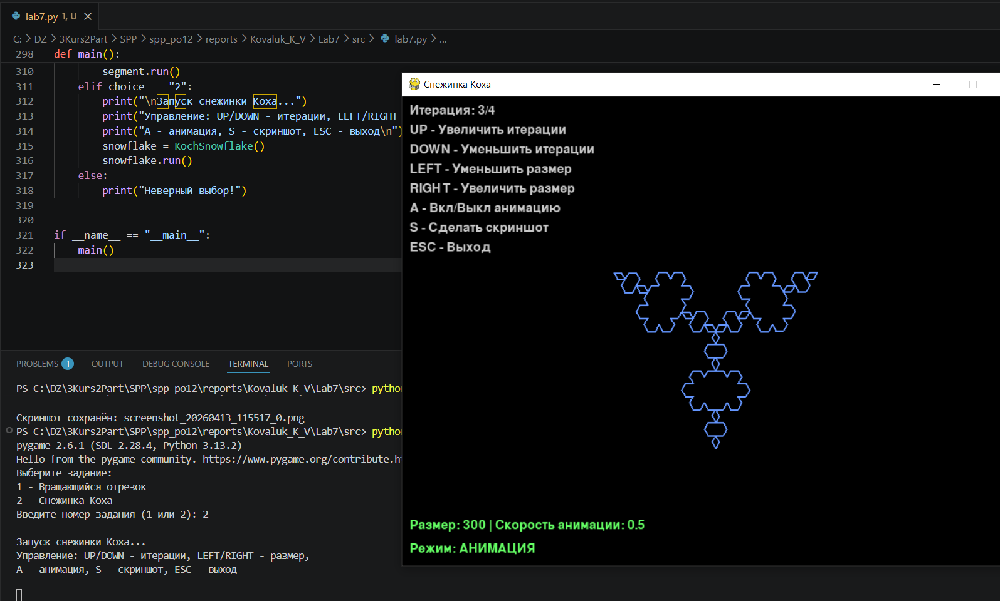 lab7.py 1, U
C: > DZ > 3Kurs2Part > SPP > spp_po12 > reports > Kovaluk_K_V > Lab7 > src > lab7.py > ...
298 def main():
310 segment.run()
311 elif choice == "2":
312 print("\nЗапуск снежинки Коха...")
313 print("Управление: UP/DOWN - итерации, LEFT/RIGHT
314 print("A - анимация, S - скриншот, ESC - выход\n")
315 snowflake = KochSnowflake()
316 snowflake.run()
317 else:
318 print("Неверный выбор!")
319
320
321 if __name__ == "__main__":
322 main()
323
Снежинка Коха
Итерация: 3/4
UP - Увеличить итерации
DOWN - Уменьшить итерации
LEFT - Уменьшить размер
RIGHT - Увеличить размер
A - Вкл/Выкл анимацию
S - Сделать скриншот
ESC - Выход
Размер: 300 | Скорость анимации: 0.5
Режим: АНИМАЦИЯ
PROBLEMS 1 OUTPUT DEBUG CONSOLE TERMINAL PORTS
PS C:\DZ\3Kurs2Part\SPP\spp_po12\reports\Kovaluk_K_V\Lab7\src>
Скриншот сохранён: screenshot_20260413_115517_0.png
PS C:\DZ\3Kurs2Part\SPP\spp_po12\reports\Kovaluk_K_V\Lab7\src>
pygame 2.6.1 (SDL 2.28.4, Python 3.13.2)
Hello from the pygame community. https://www.pygame.org/contribute.h
Выберите задание:
1 - Вращающийся отрезок
2 - Снежинка Коха
Введите номер задания (1 или 2): 2
Запуск снежинки Коха...
Управление: UP/DOWN - итерации, LEFT/RIGHT - размер,
A - анимация, S - скриншот, ESC - выход